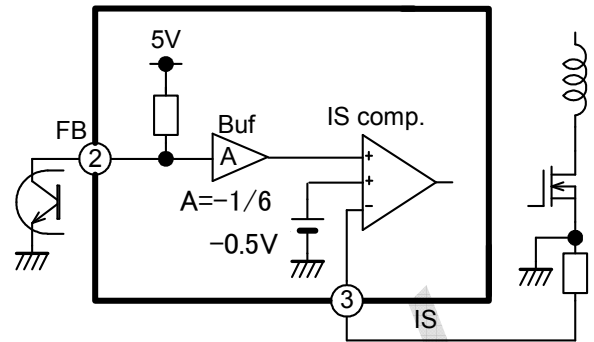 5V
FB
2
Buf
A
A=-1/6
IS comp.
+
+
-
-0.5V
3
IS